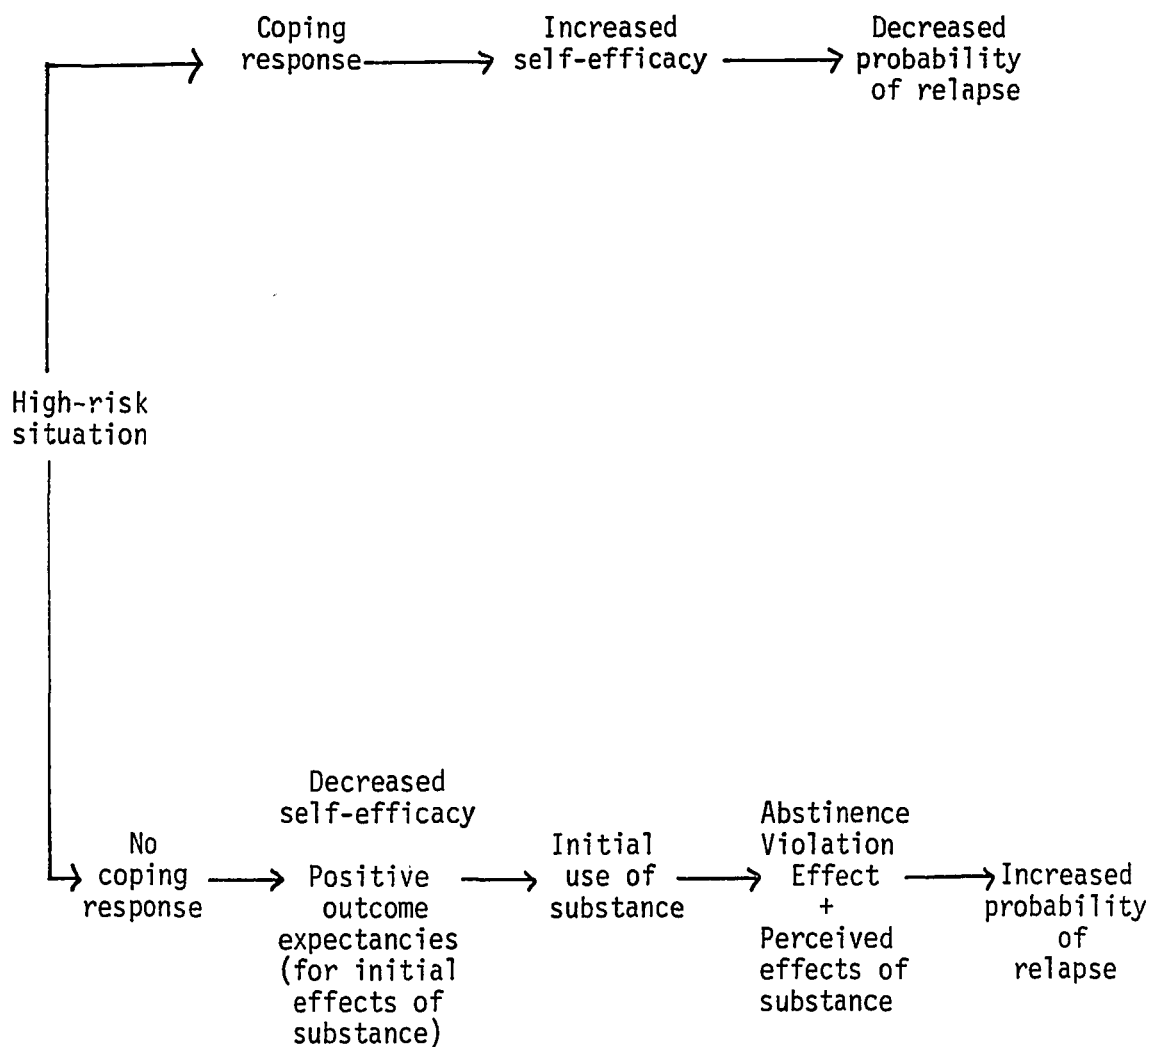 Coping
response
Increased
self-efficacy
Decreased
probability
of relapse
High-risk
situation
No
coping
response
Decreased
self-efficacy
Positive
outcome
expectancies
(for initial
effects of
substance)
Initial
use of
substance
Abstinence
Violation
Effect
+
Perceived
effects of
substance
Increased
probability
of
relapse